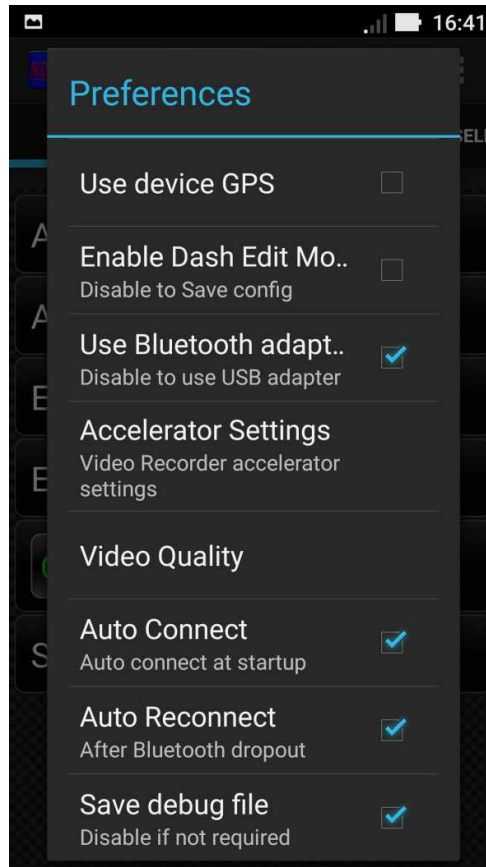 16:41
Preferences
Use device GPS
Enable Dash Edit Mo..
Disable to Save config
Use Bluetooth adapt..
Disable to use USB adapter
Accelerator Settings
Video Recorder accelerator
settings
Video Quality
Auto Connect
Auto connect at startup
Auto Reconnect
After Bluetooth dropout
Save debug file
Disable if not required